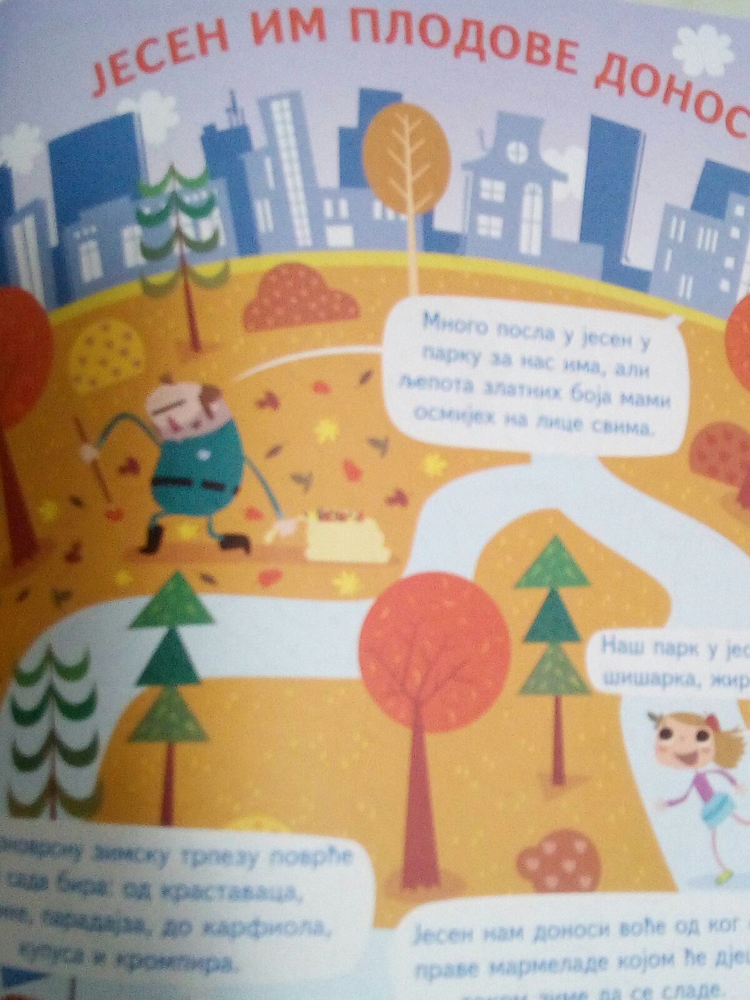 ЈЕСЕН ИМ ПЛОДОВЕ ДОНОС
Много посла у јесен у
парку за нас има, али
љепота златних боја мами
осмијех на лице свима.
Наш парк у јес
шишарка, жир
зимску трпезу поврће
сада бира: од краставаца,
парадајза, до карфиола,
купуса и кромпира.
Јесен нам доноси воће од ког
праве мармеладе којом ће дјец
током зиме да се сладе.